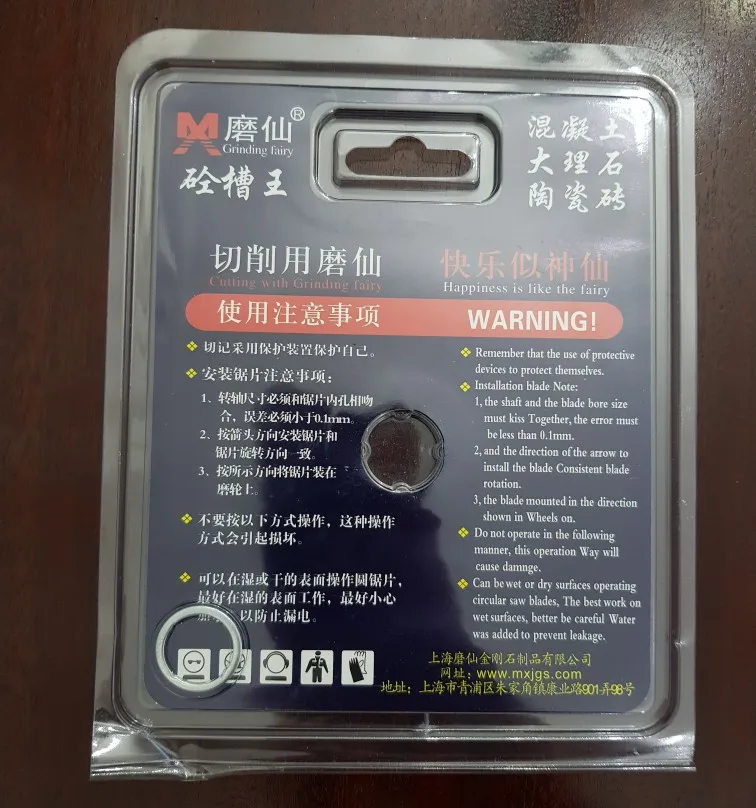 磨仙®
Grinding fairy
砼槽王
混凝土
大理石
陶瓷砖
切削用磨仙
Cutting with Grinding fairy
快乐似神仙
Happiness is like the fairy
使用注意事项
WARNING!
切记采用保护装置保护自己。
安装锯片注意事项：
1、转轴尺寸必须和锯片内孔相吻
合，误差必须小于0.1mm。
2、按箭头方向安装锯片和
锯片旋转方向一致。
3、按所示方向将锯片装在
磨轮上。
不要按以下方式操作，这种操作
方式会引起损坏。
可以在湿或干的表面操作圆锯片，
最好在湿的表面工作，最好小心
以防止漏电。
Remember that the use of protective
devices to protect themselves.
Installation blade Note:
1, the shaft and the blade bore size
must kiss Together, the error must
be less than 0.1mm.
2, and the direction of the arrow to
install the blade Consistent blade
rotation.
3, the blade mounted in the direction
shown in Wheels on.
Do not operate in the following
manner, this operation Way will
cause damnge.
Can be wet or dry surfaces operating
circular saw blades, The best work on
wet surfaces, better be careful Water
was added to prevent leakage.
上海磨仙金刚石制品有限公司
网址：www.mxjgs.com
地址：上海市青浦区朱家角镇康业路901弄98号